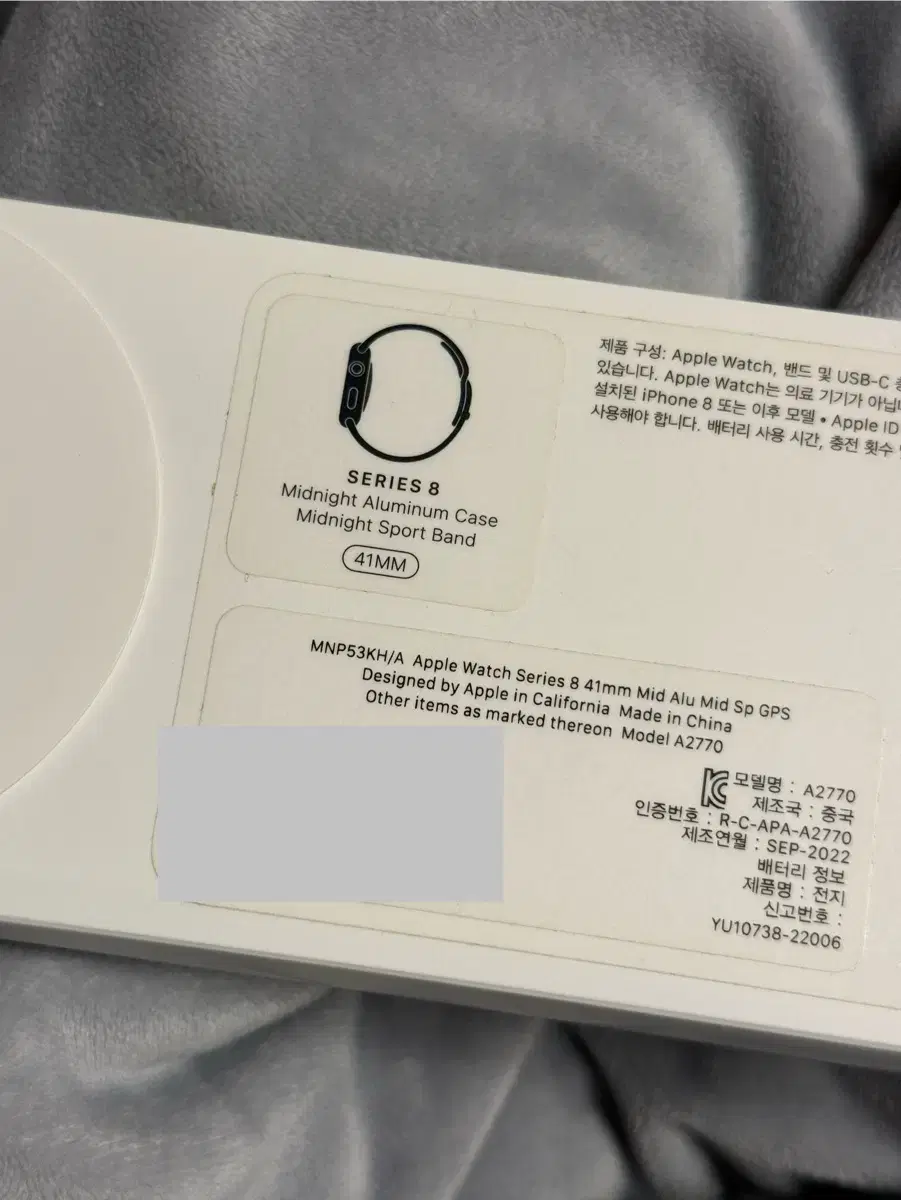 SERIES 8
Midnight Aluminum Case
Midnight Sport Band
41MM
제품 구성: Apple Watch, 밴드 및 USB-C
있습니다. Apple Watch는 의료 기기가
설치된 iPhone 8 또는 이후 모델 • Apple ID
사용해야 합니다. 배터리 사용 시간, 충전 횟수
MNP53KH/A Apple Watch Series 8 41mm Mid Alu Mid Sp GPS
Designed by Apple in California Made in China
Other items as marked thereon Model A2770
모델명 : A2770
제조국 : 중국
인증번호 : R-C-APA-A2770
제조연월 : SEP-2022
배터리 정보
제품명 : 전지
신고번호 :
YU10738-22006